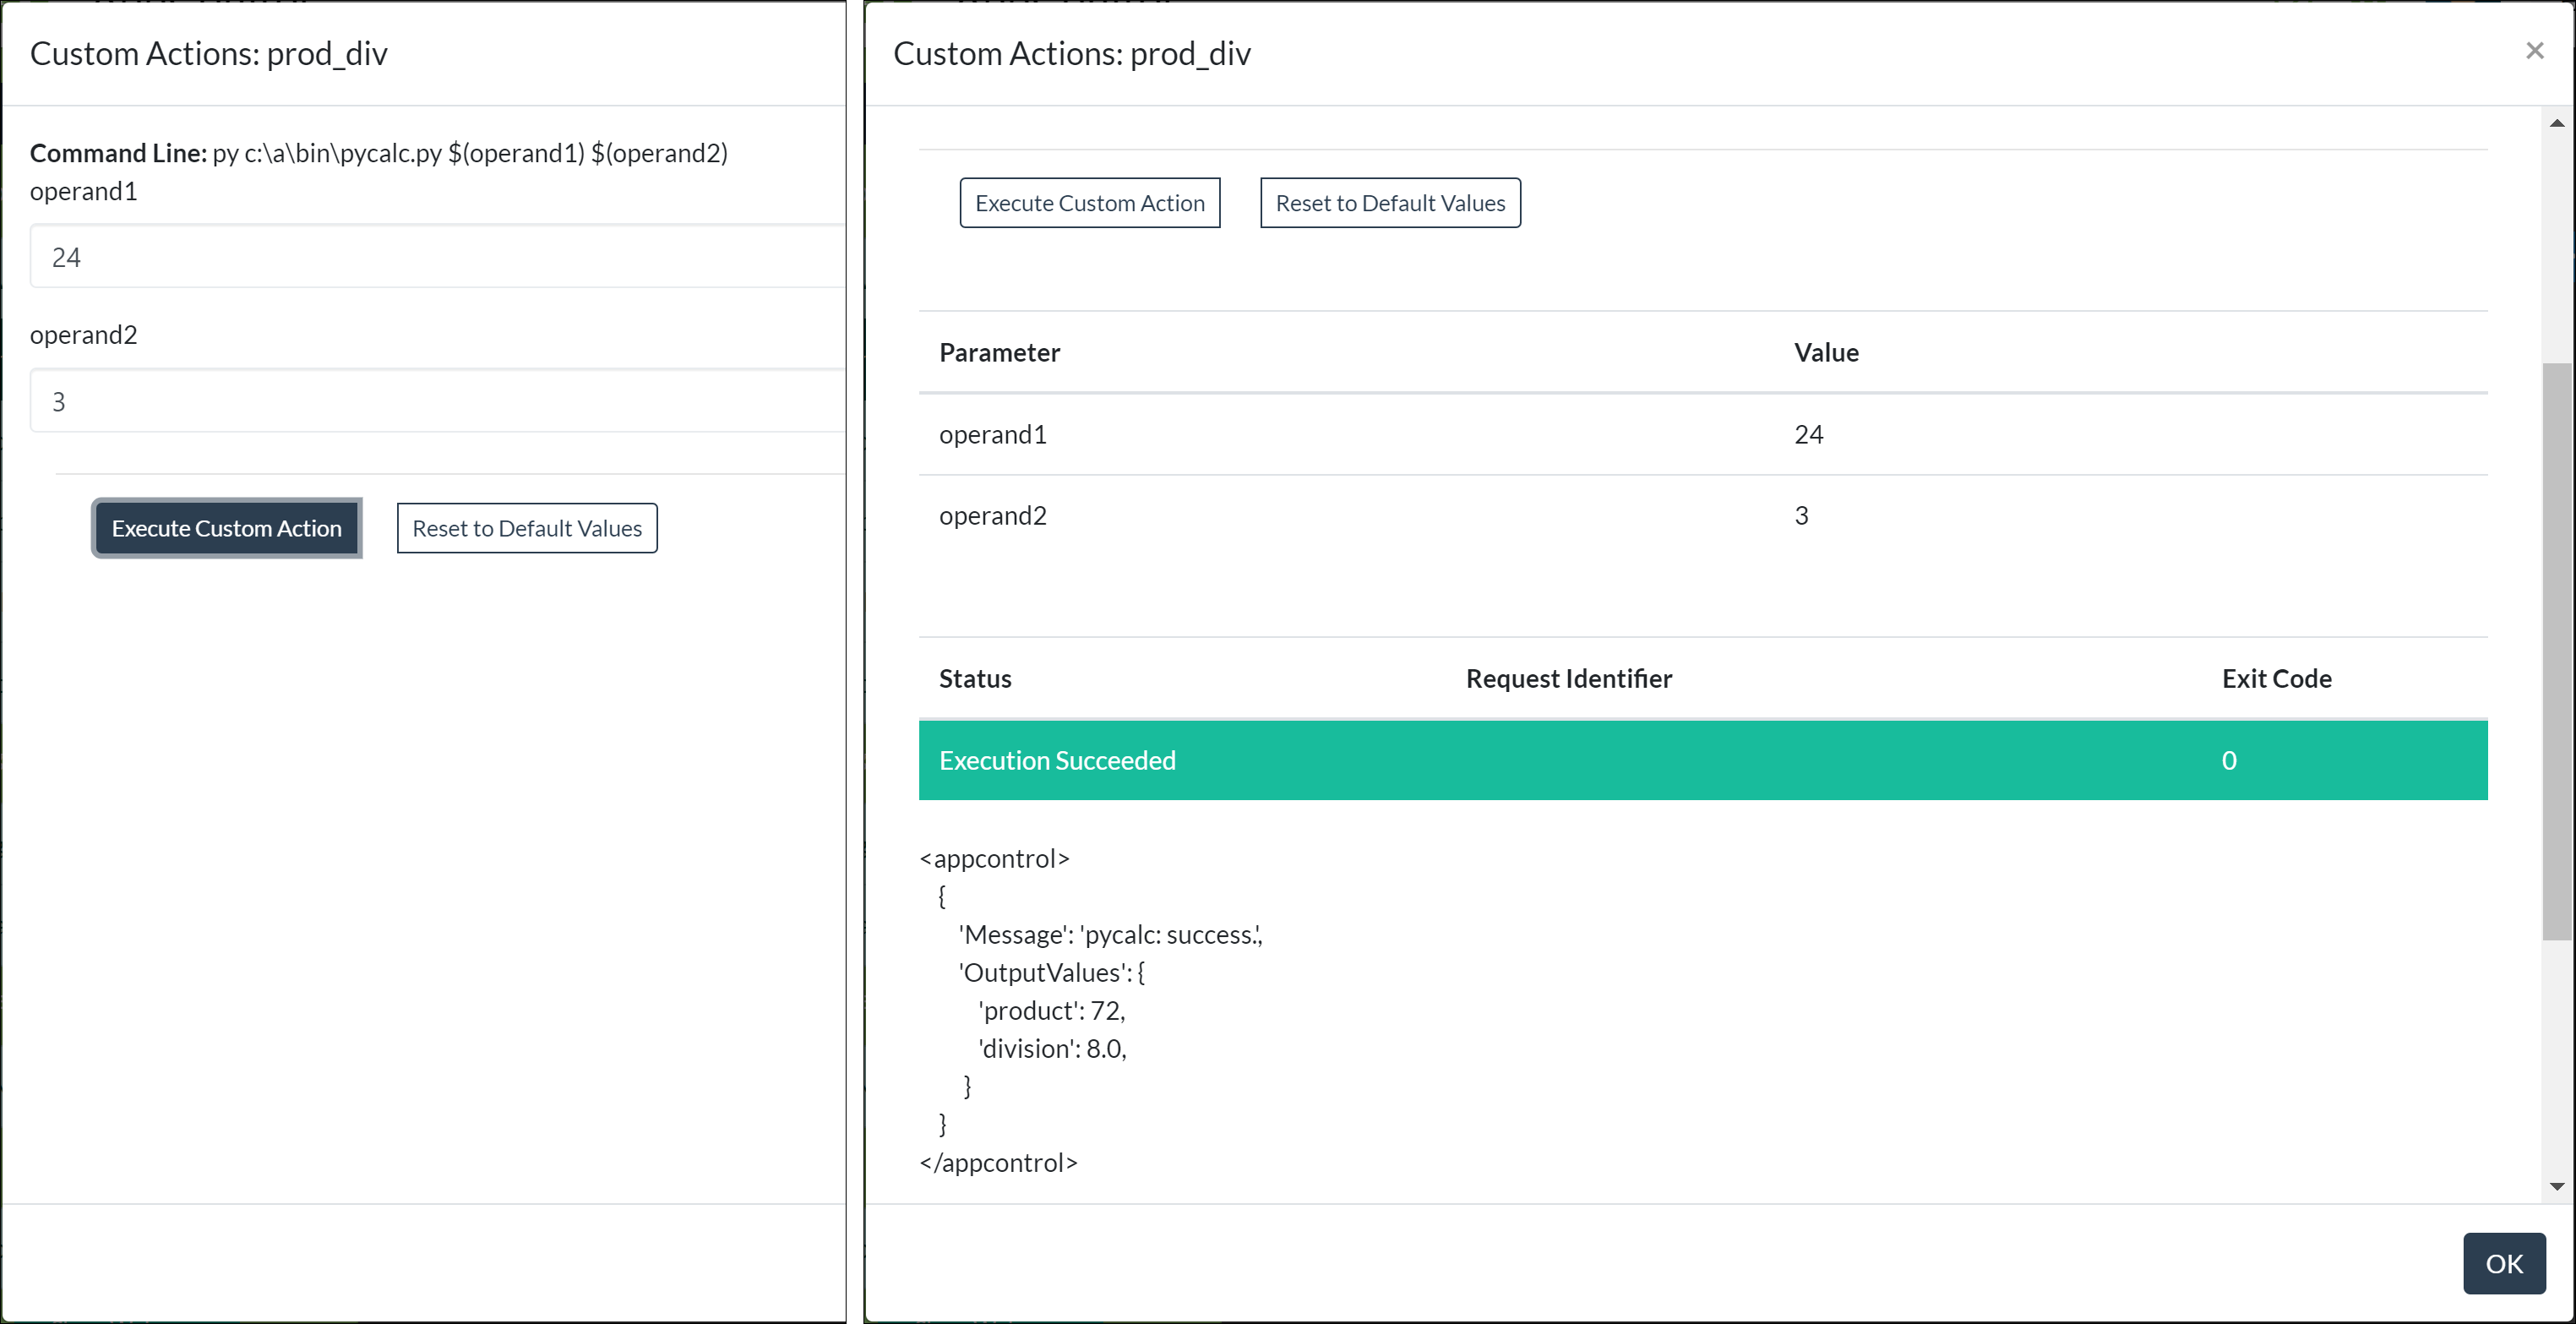 Custom Actions: prod_div
Command Line: py c:\a\bin\pycalc.py $(operand1) $(operand2)
operand1
24
operand2
3
Execute Custom Action Reset to Default Values
Custom Actions: prod_div ×
Execute Custom Action Reset to Default Values
Parameter Value
operand1 24
operand2 3
Status Request Identifier Exit Code
Execution Succeeded 0
<appcontrol>
{
'Message': 'pycalc: success.',
'OutputValues': {
'product': 72,
'division': 8.0,
}
}
</appcontrol>
OK